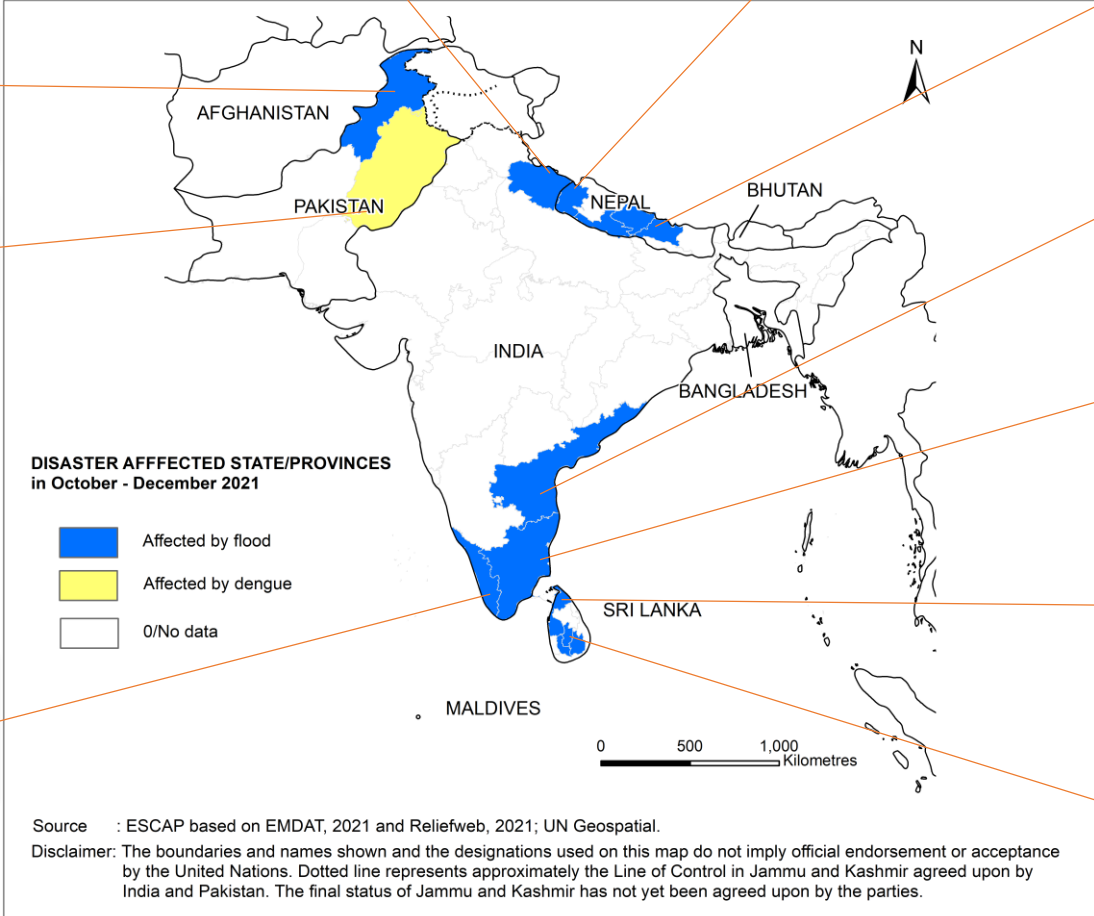 N
AFGHANISTAN
BHUTAN
NEPAL
PAKISTAN
INDIA
BANGLADESH
DISASTER AFFFECTED STATE/PROVINCES
in October - December 2021
Affected by flood
Affected by dengue
0/No data
SRI LANKA
MALDIVES
0 500 1,000
Kilometres
Source : ESCAP based on EMDAT, 2021 and Reliefweb, 2021; UN Geospatial.
Disclaimer: The boundaries and names shown and the designations used on this map do not imply official endorsement or acceptance
by the United Nations. Dotted line represents approximately the Line of Control in Jammu and Kashmir agreed upon by
India and Pakistan. The final status of Jammu and Kashmir has not yet been agreed upon by the parties.